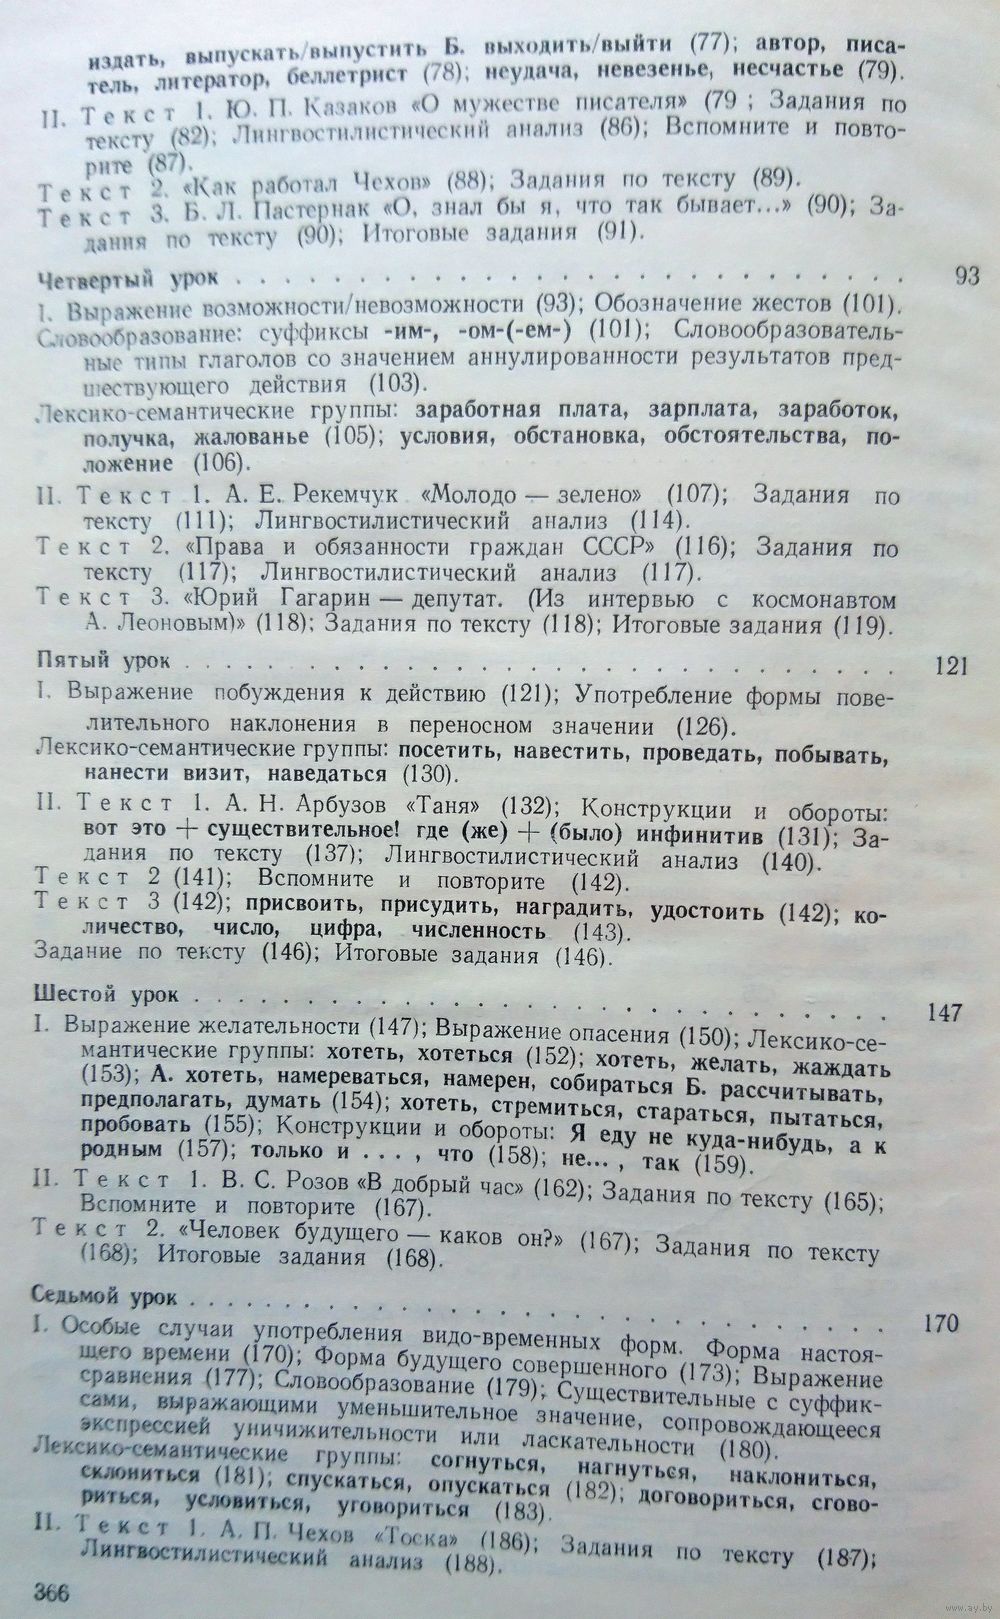 издать, выпускать/выпустить Б. выходить/выйти (77); автор, писа-
тель, литератор, беллетрист (78); неудача, невезенье, несчастье (79).
II. Текст 1. Ю. П. Казаков «О мужестве писателя» (79 ; Задания по
тексту (82); Лингвостилистический анализ (86); Вспомните и повто-
рите (87).
Текст 2. «Как работал Чехов» (88); Задания по тексту (89).
Текст 3. Б. Л. Пастернак «О, знал бы я, что так бывает...» (90); За-
дания по тексту (90); Итоговые задания (91).
Четвертый урок . . . . . . . . . . . . . . . . . . . . . . . . 93
I. Выражение возможности/невозможности (93); Обозначение жестов (101).
Словообразование: суффиксы -им-, -ом-(-ем-) (101); Словообразователь-
ные типы глаголов со значением аннулированности результатов пред-
шествующего действия (103).
Лексико-семантические группы: заработная плата, зарплата, заработок,
получка, жалованье (105); условия, обстановка, обстоятельства, по-
ложение (106).
II. Текст 1. А. Е. Рекемчук «Молодо — зелено» (107); Задания по
тексту (111); Лингвостилистический анализ (114).
Текст 2. «Права и обязанности граждан СССР» (116); Задания по
тексту (117); Лингвостилистический анализ (117).
Текст 3. «Юрий Гагарин — депутат. (Из интервью с космонавтом
А. Леоновым)» (118); Задания по тексту (118); Итоговые задания (119).
Пятый урок . . . . . . . . . . . . . . . . . . . . . . . . 121
I. Выражение побуждения к действию (121); Употребление формы пове-
лительного наклонения в переносном значении (126).
Лексико-семантические группы: посетить, навестить, проведать, побывать,
нанести визит, наведаться (130).
II. Текст 1. А. Н. Арбузов «Таня» (132); Конструкции и обороты:
вот это + существительное! где (же) + (было) инфинитив (131); За-
дания по тексту (137); Лингвостилистический анализ (140).
Текст 2 (141); Вспомните и повторите (142).
Текст 3 (142); присвоить, присудить, наградить, удостоить (142); ко-
личество, число, цифра, численность (143).
Задание по тексту (146); Итоговые задания (146).
Шестой урок . . . . . . . . . . . . . . . . . . . . . . . . 147
I. Выражение желательности (147); Выражение опасения (150); Лексико-се-
мантические группы: хотеть, хотеться (152); хотеть, желать, жаждать
(153); А. хотеть, намереваться, намерен, собираться Б. рассчитывать,
предполагать, думать (154); хотеть, стремиться, стараться, пытаться,
пробовать (155); Конструкции и обороты: Я еду не куда-нибудь, а к
родным (157); только и . . . , что (158); не... , так (159).
II. Текст 1. В. С. Розов «В добрый час» (162); Задания по тексту (165);
Вспомните и повторите (167).
Текст 2. «Человек будущего — каков он?» (167); Задания по тексту
(168); Итоговые задания (168).
Седьмой урок . . . . . . . . . . . . . . . . . . . . . . . . 170
I. Особые случаи употребления видо-временных форм. Форма настоя-
щего времени (170); Форма будущего совершенного (173); Выражение
сравнения (177); Словообразование (179); Существительные с суффик-
сами, выражающими уменьшительное значение, сопровождающееся
экспрессией уничижительности или ласкательности (180).
Лексико-семантические группы: согнуться, нагнуться, наклониться,
склониться (181); спускаться, опускаться (182); договориться, сгово-
риться, условиться, уговориться (183).
II. Текст 1. А. П. Чехов «Тоска» (186); Задания по тексту (187);
Лингвостилистический анализ (188).
366
www.ay.by